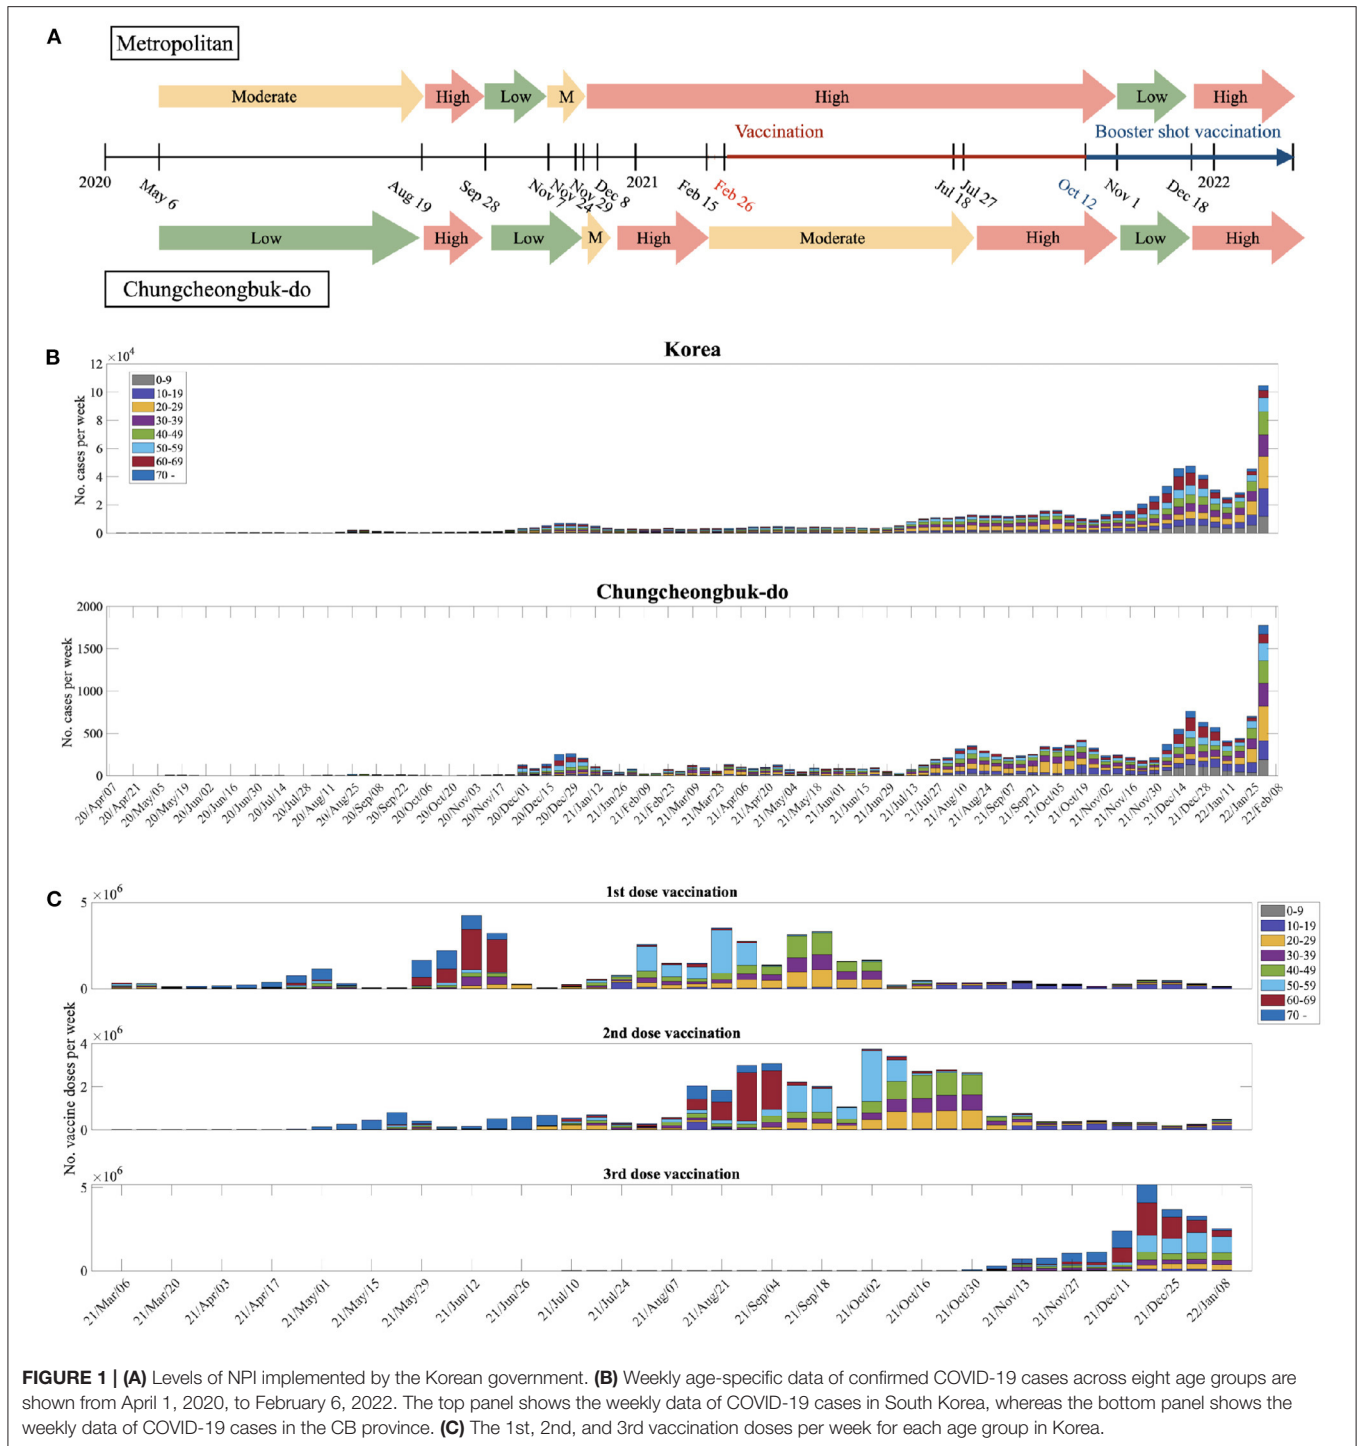 A
Metropolitan
Moderate
High
Low
M
High
Low
High
Vaccination
Booster shot vaccination
2020
May 6
Aug 19
Sep 28
Nov 7
Nov 24
Nov 29
Dec 8
2021
Feb 15
Feb 26
Jul 18
Jul 27
Oct 12
Nov 1
Dec 18
2022
Low
High
Low
M
High
Moderate
High
Low
High
Chungcheongbuk-do
B
Korea
×10⁴
12
10
8
6
4
2
0
No. cases per week
0-9
10-19
20-29
30-39
40-49
50-59
60-69
70 -
Chungcheongbuk-do
2000
1500
1000
500
0
No. cases per week
20/Apr/07
20/Apr/21
20/May/05
20/May/19
20/Jun/02
20/Jun/16
20/Jun/30
20/Jul/14
20/Jul/28
20/Aug/11
20/Aug/25
20/Sep/08
20/Sep/22
20/Oct/06
20/Oct/20
20/Nov/03
20/Nov/17
20/Dec/01
20/Dec/15
20/Dec/29
21/Jan/12
21/Jan/26
21/Feb/09
21/Feb/23
21/Mar/09
21/Mar/23
21/Apr/06
21/Apr/20
21/May/04
21/May/18
21/Jun/01
21/Jun/15
21/Jun/29
21/Jul/13
21/Jul/27
21/Aug/10
21/Aug/24
21/Sep/07
21/Sep/21
21/Oct/05
21/Oct/19
21/Nov/02
21/Nov/16
21/Nov/30
21/Dec/14
21/Dec/28
22/Jan/11
22/Jan/25
22/Feb/08
C
1st dose vaccination
×10⁶
5
0
0-9
10-19
20-29
30-39
40-49
50-59
60-69
70 -
No. vaccine doses per week
2nd dose vaccination
×10⁶
4
2
0
3rd dose vaccination
×10⁶
5
0
21/Mar/06
21/Mar/20
21/Apr/03
21/Apr/17
21/May/01
21/May/15
21/May/29
21/Jun/12
21/Jun/26
21/Jul/10
21/Jul/24
21/Aug/07
21/Aug/21
21/Sep/04
21/Sep/18
21/Oct/02
21/Oct/16
21/Oct/30
21/Nov/13
21/Nov/27
21/Dec/11
21/Dec/25
22/Jan/08
FIGURE 1 | (A) Levels of NPI implemented by the Korean government. (B) Weekly age-specific data of confirmed COVID-19 cases across eight age groups are
shown from April 1, 2020, to February 6, 2022. The top panel shows the weekly data of COVID-19 cases in South Korea, whereas the bottom panel shows the
weekly data of COVID-19 cases in the CB province. (C) The 1st, 2nd, and 3rd vaccination doses per week for each age group in Korea.